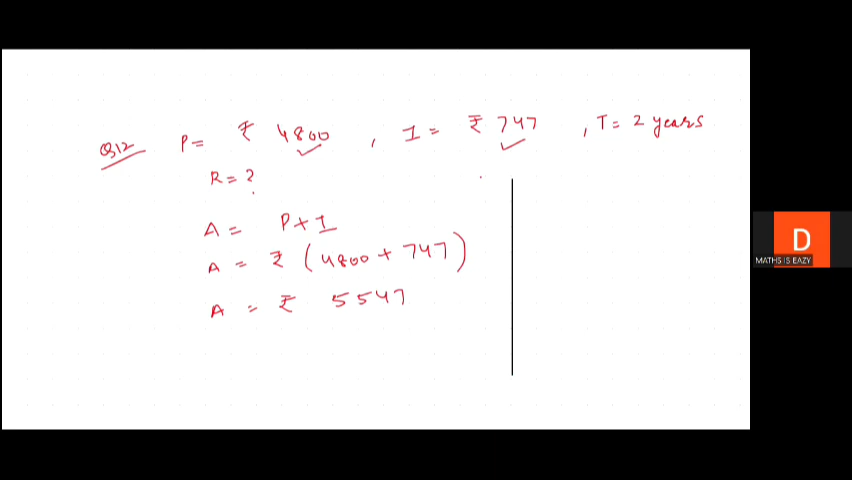 Q12 P = ₹ 4800 , I = ₹ 747 , T = 2 years
R = ?
A = P + I
A = ₹ (4800 + 747)
A = ₹ 5547
D
MATHS IS EAZY